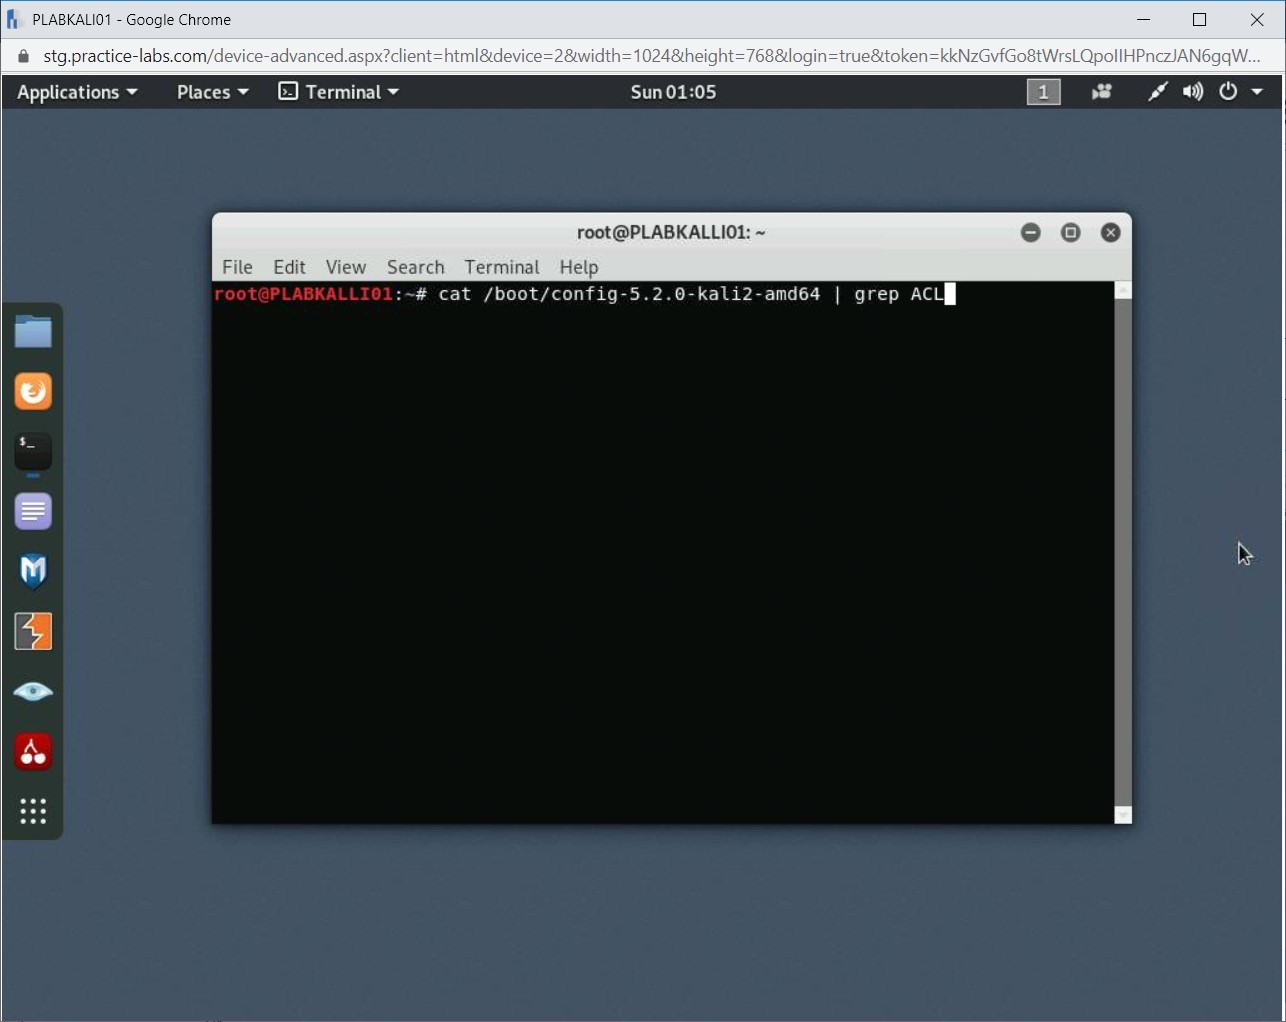 PLABKALI01 - Google Chrome
stg.practice-labs.com/device-advanced.aspx?client=html&device=2&width=1024&height=768&login=true&token=kkNzGvfGo8tWrsLQpoIIHPnczJAN6gqW...
Applications Places Terminal Sun 01:05 1
root@PLABKALLI01: ~
File Edit View Search Terminal Help
root@PLABKALLI01:~# cat /boot/config-5.2.0-kali2-amd64 | grep ACL
$_